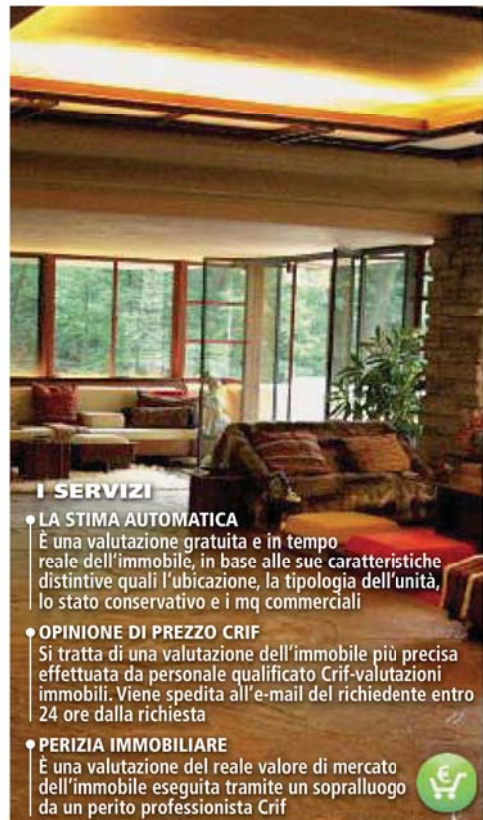 I SERVIZI
LA STIMA AUTOMATICA
È una valutazione gratuita e in tempo
reale dell'immobile, in base alle sue caratteristiche
distintive quali l'ubicazione, la tipologia dell'unità,
lo stato conservativo e i mq commerciali
OPINIONE DI PREZZO CRIF
Si tratta di una valutazione dell'immobile più precisa
effettuata da personale qualificato Crif-valutazioni
immobili. Viene spedita all'e-mail del richiedente entro
24 ore dalla richiesta
PERIZIA IMMOBILIARE
È una valutazione del reale valore di mercato
dell'immobile eseguita tramite un sopralluogo
da un perito professionista Crif
€